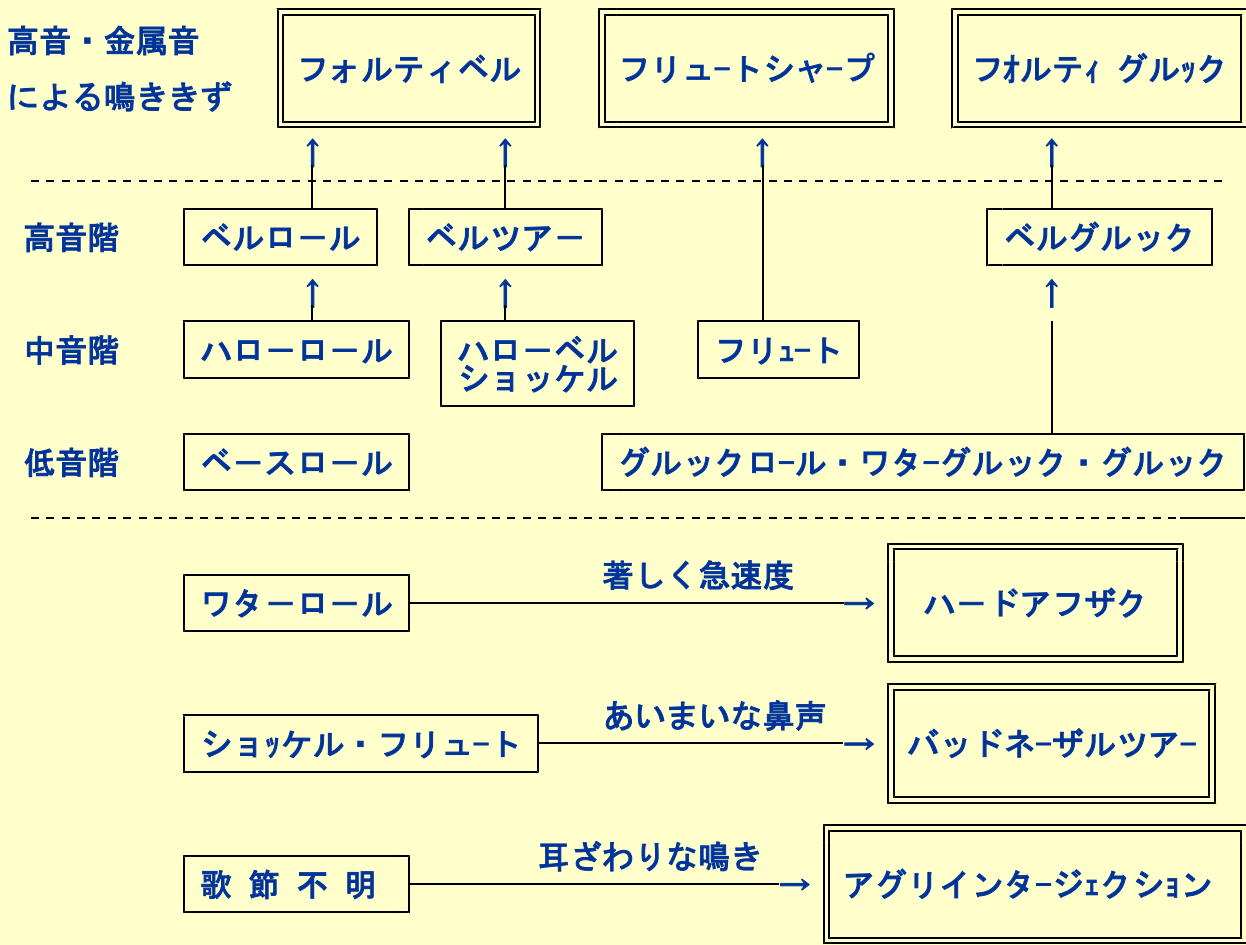 高音・金属音
による鳴ききず
フォルティベル
フリュートシャープ
フォルティ グルック
↑ ↑ ↑ ↑
高音階
ベルロール
ベルツアー
ベルグルック
↑ ↑ ↑
中音階
ハローロール
ハローベル
ショッケル
フリュート
低音階
ベースロール
グルックロール・ワターグルック・グルック
ワターロール
著しく急速度
→
ハードアフザク
ショッケル・フリュート
あいまいな鼻声
→
バッドネーザルツアー
歌 節 不 明
耳ざわりな鳴き
→
アグリインタージェクション